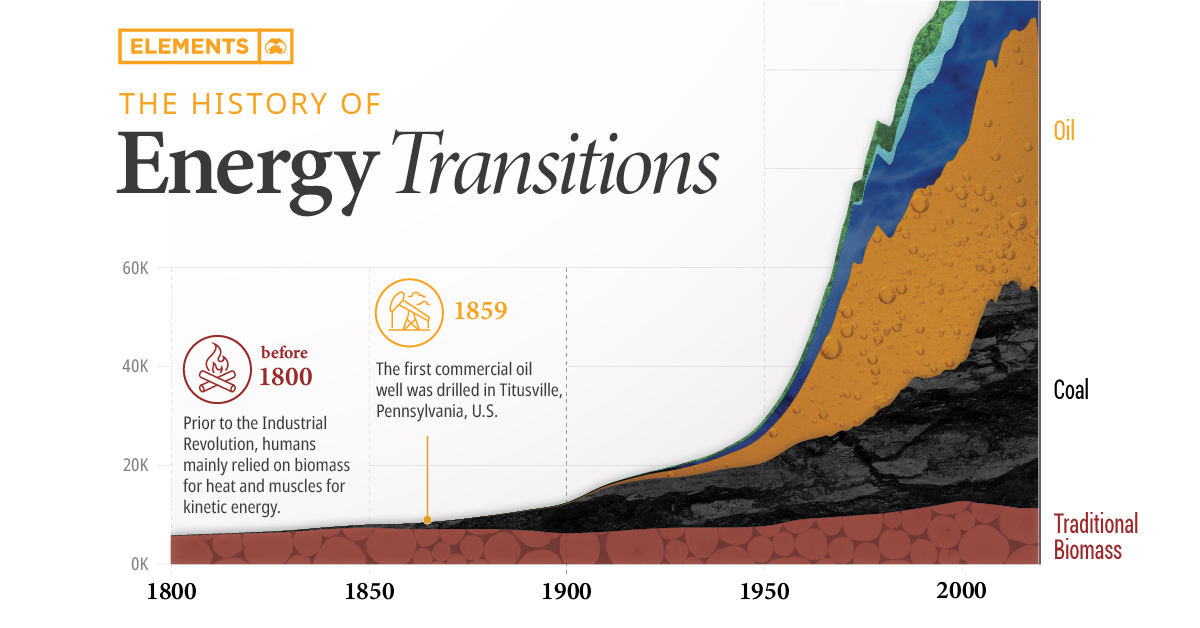 ELEMENTS
THE HISTORY OF
Energy Transitions
Oil
60K
1859
before
1800
40K
The first commercial oil
well was drilled in Titusville,
Pennsylvania, U.S.
Coal
Prior to the Industrial
Revolution, humans
mainly relied on biomass
for heat and muscles for
kinetic energy.
20K
Traditional
Biomass
0K
1800 1850 1900 1950 2000